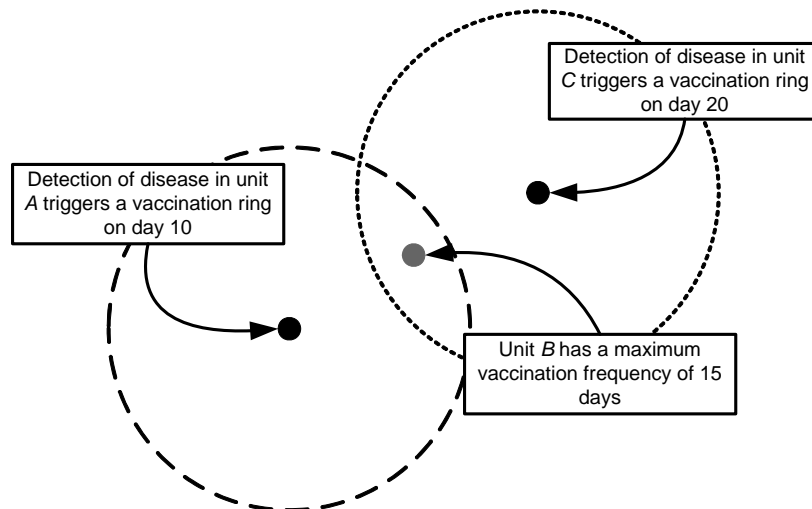 Detection of disease in unit
C triggers a vaccination ring
on day 20
Detection of disease in unit
A triggers a vaccination ring
on day 10
Unit B has a maximum
vaccination frequency of 15
days